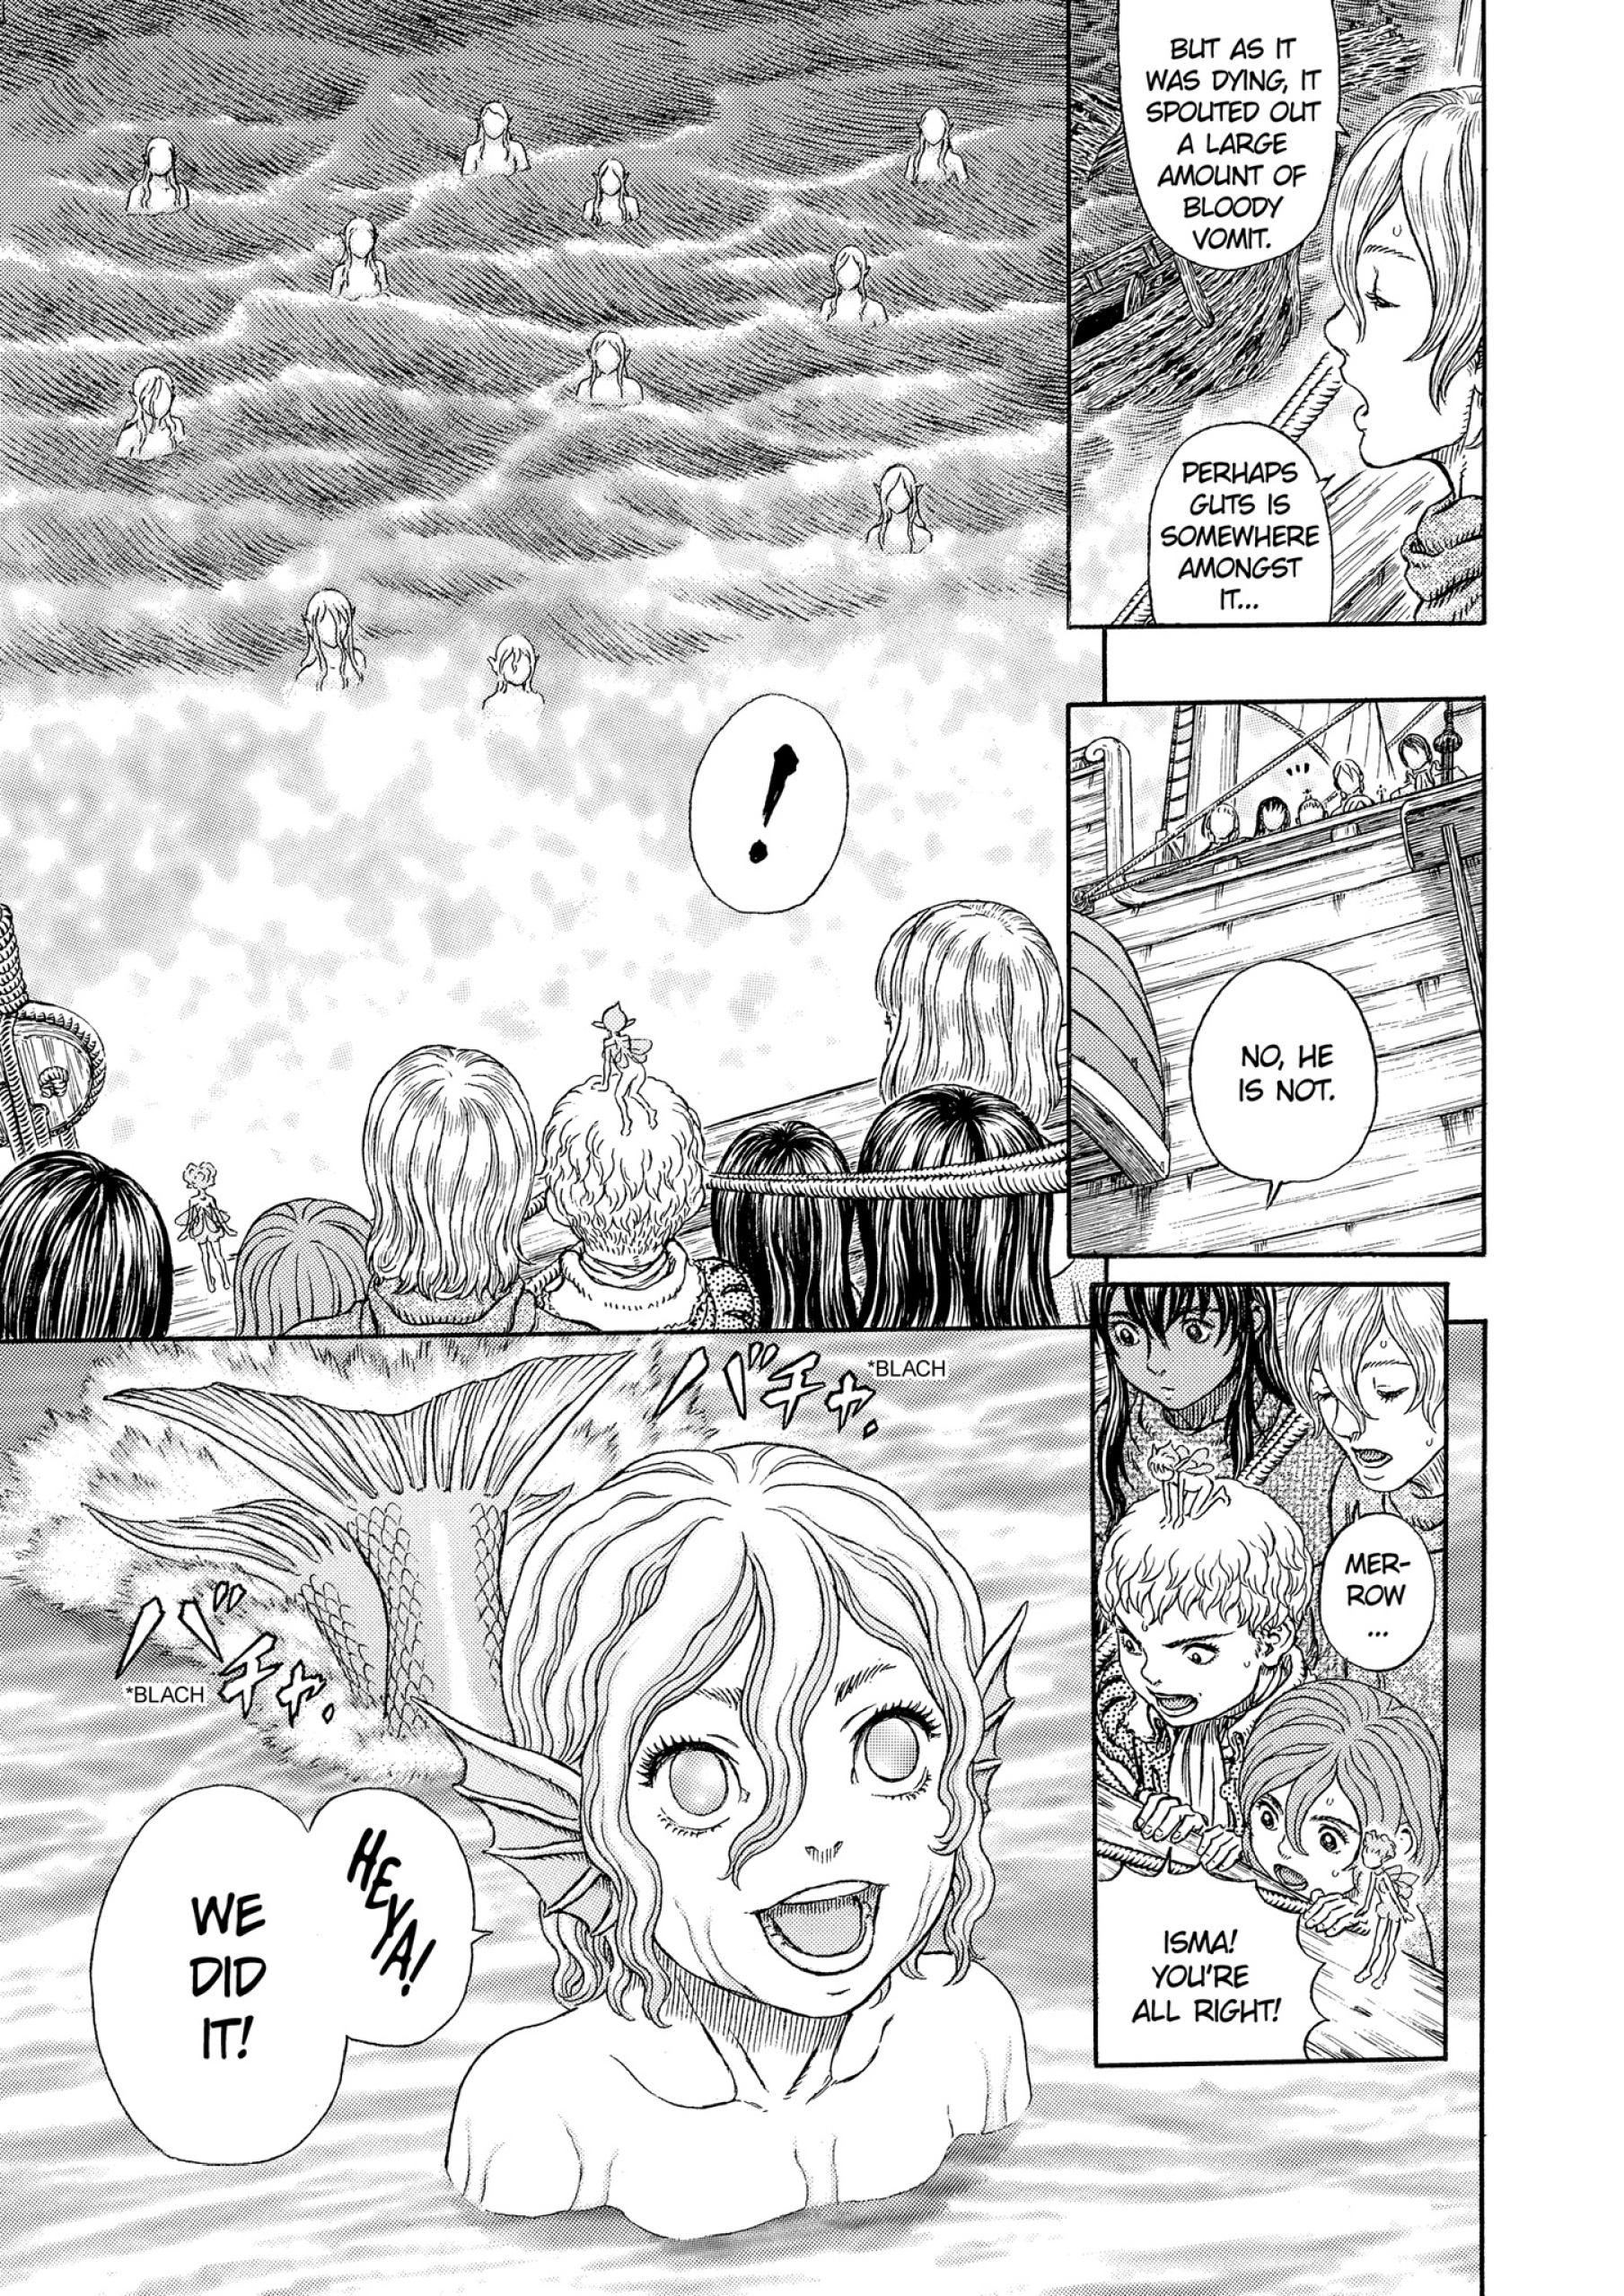 BUT AS IT
WAS DYING, IT
SPOUTED OUT
A LARGE
AMOUNT OF
BLOODY
VOMIT.
PERHAPS
GUTS IS
SOMEWHERE
AMONGST
IT...
NO, HE
IS NOT.
!
MER-
ROW
...
ISMA!
YOU'RE
ALL RIGHT!
バチャ
*BLACH
バチャ
*BLACH
HEYA!
WE
DID
IT!